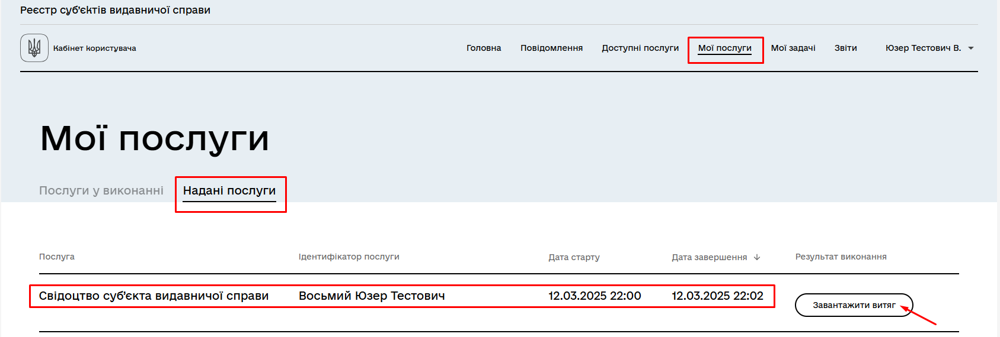 Реєстр суб’єктів видавничої справи
Кабінет користувача
Головна Повідомлення Доступні послуги Мої послуги Мої задачі Звіти Юзер Тестович В.
Мої послуги
Послуги у виконанні Надані послуги
Послуга Ідентифікатор послуги Дата старту Дата завершення Результат виконання
Свідоцтво суб’єкта видавничої справи Восьмий Юзер Тестович 12.03.2025 22:00 12.03.2025 22:02
Завантажити витяг